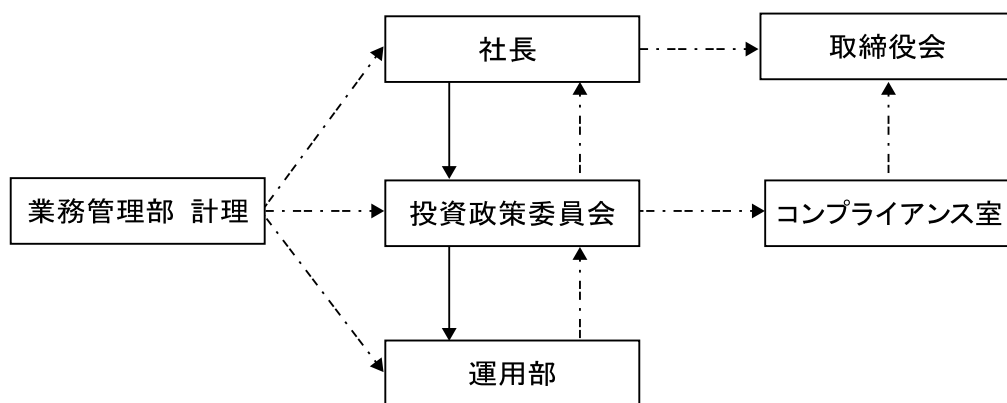 社長
取締役会
業務管理部 計理
投資政策委員会
コンプライアンス室
運用部